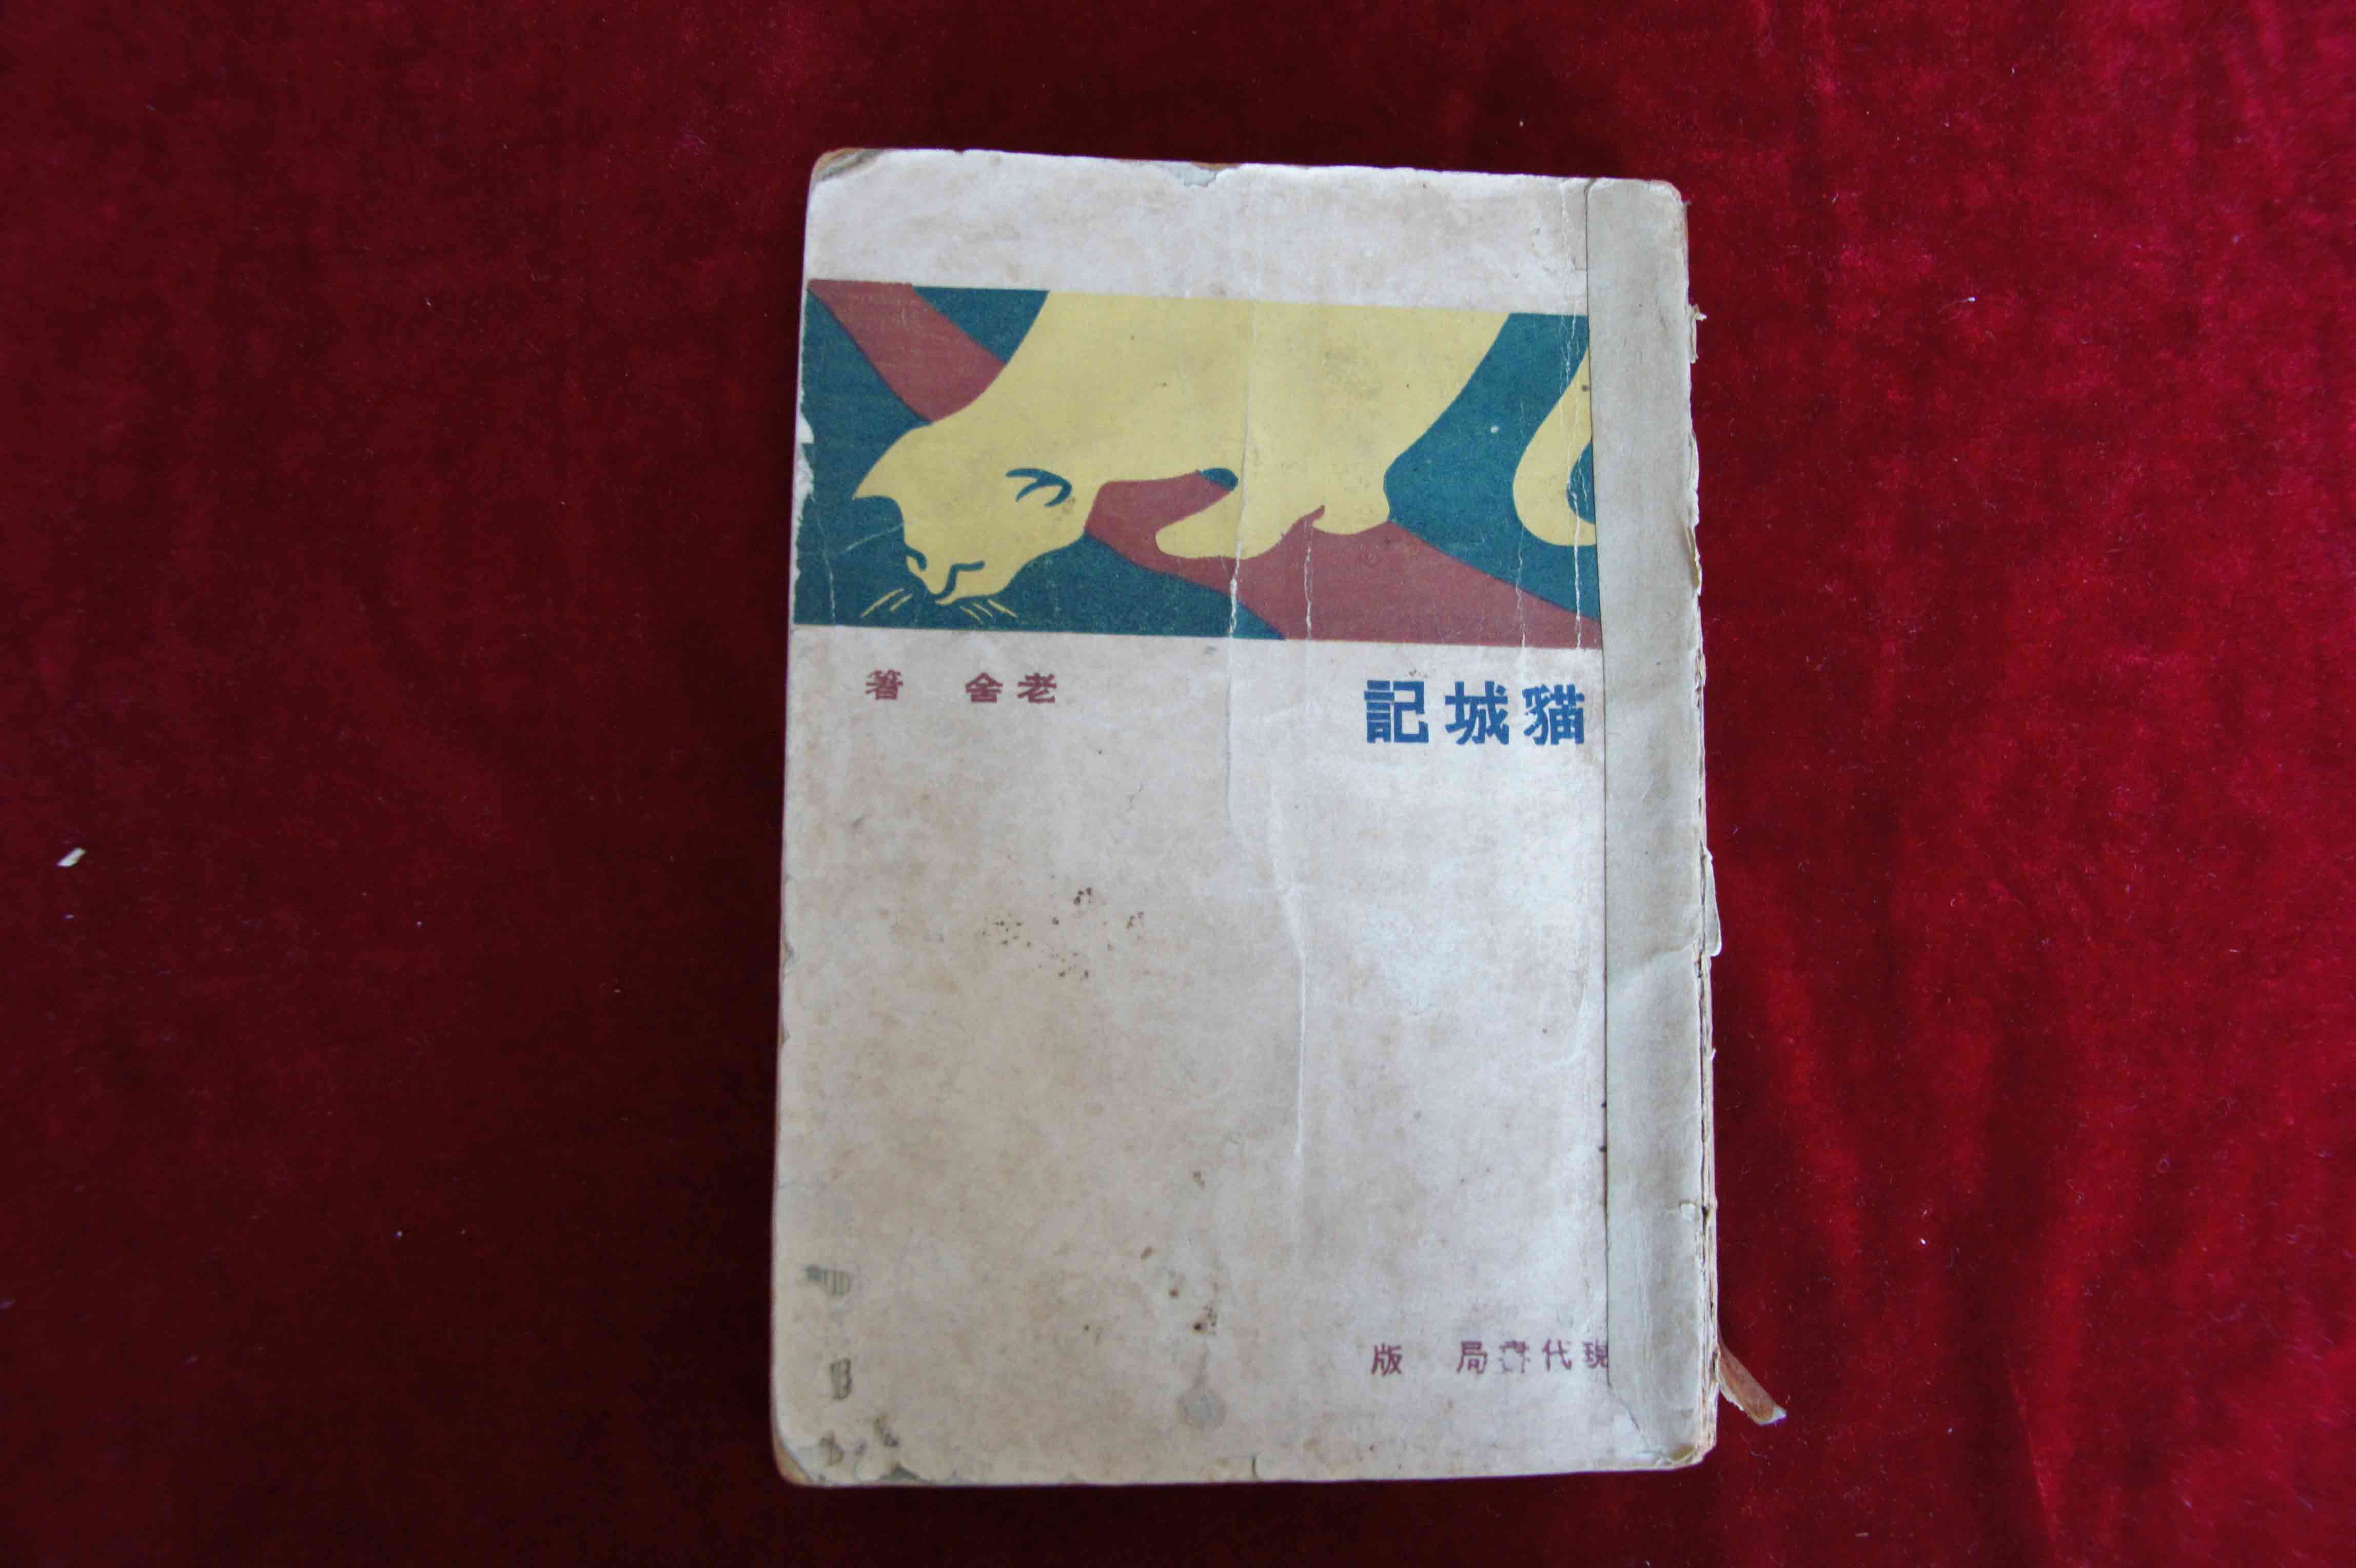 貓城記
老舍 著
現代書局 版